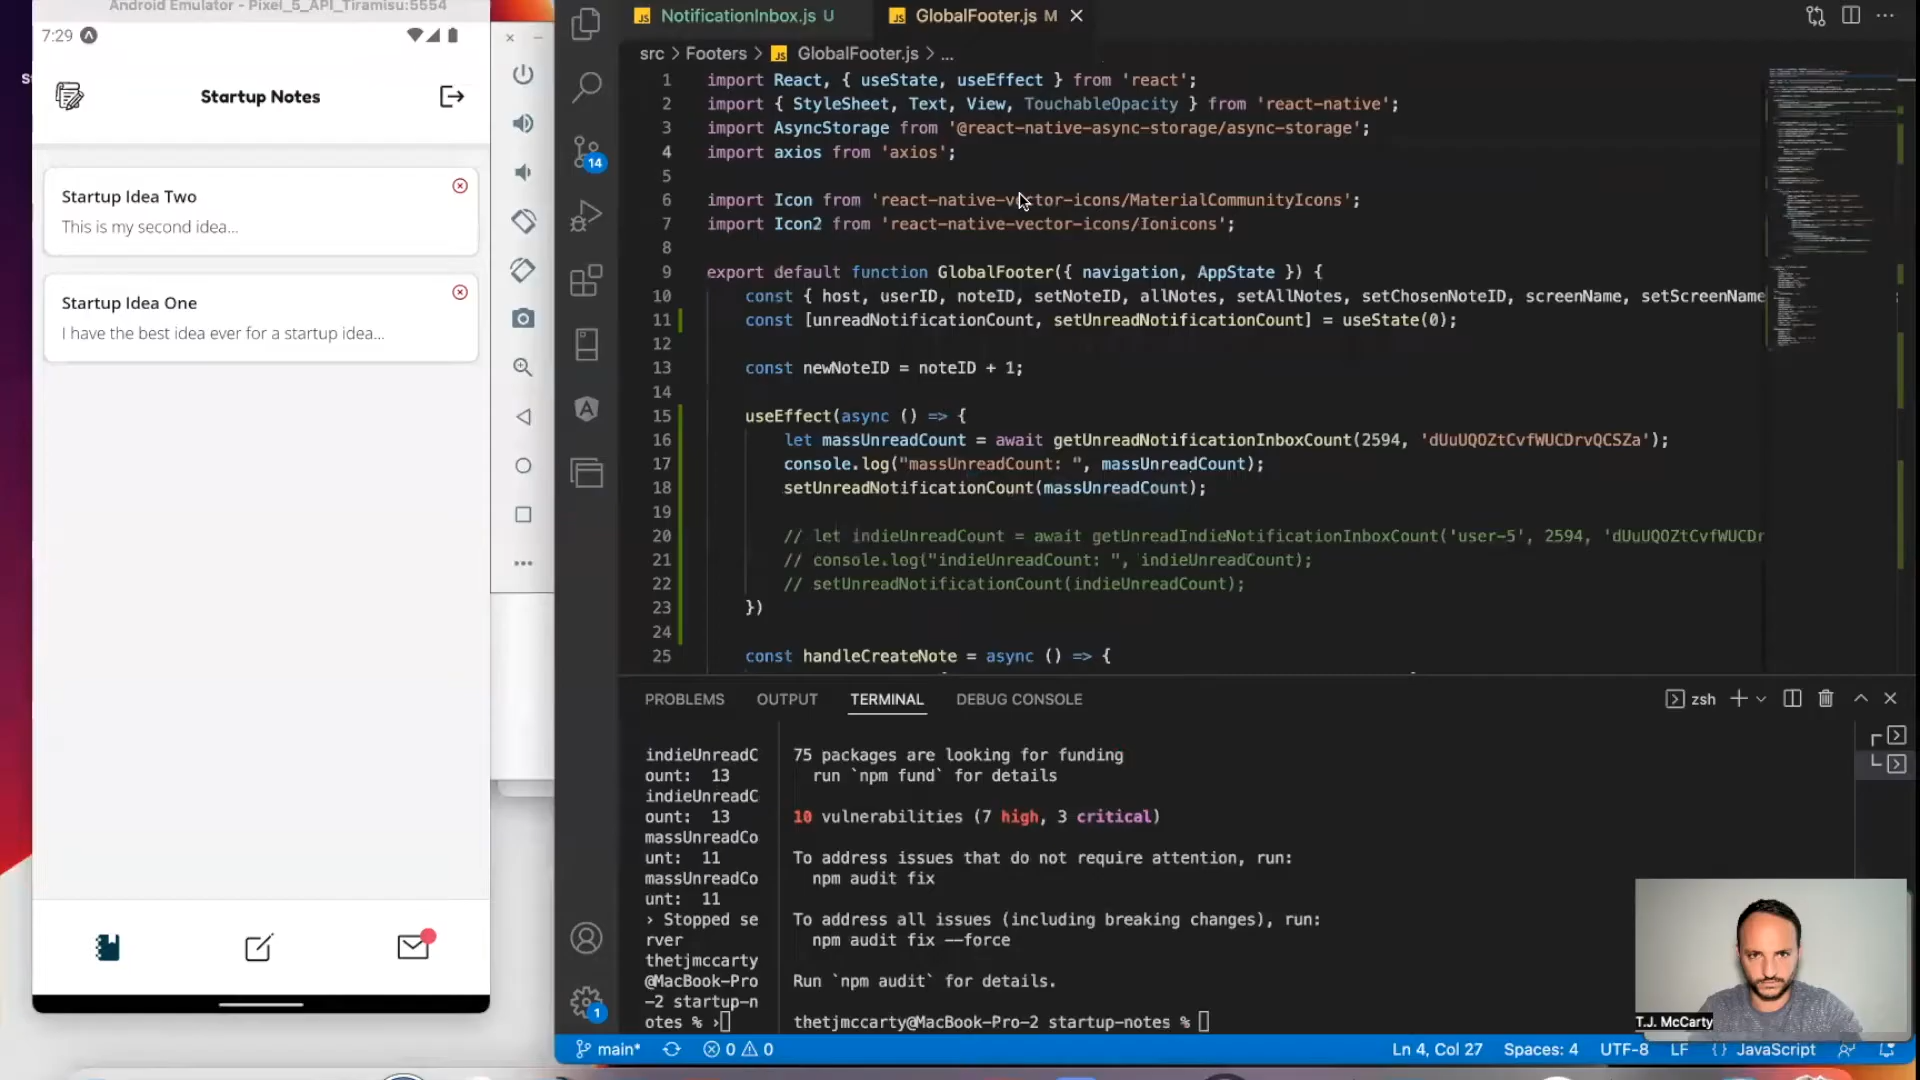 Android Emulator - Pixel_5_API_Tiramisu:5554
7:29
Startup Notes
Startup Idea Two
This is my second idea...
Startup Idea One
I have the best idea ever for a startup idea...
14
1
JS NotificationInbox.js U
JS GlobalFooter.js M
src > Footers > JS GlobalFooter.js > ...
1 import React, { useState, useEffect } from 'react';
2 import { StyleSheet, Text, View, TouchableOpacity } from 'react-native';
3 import AsyncStorage from '@react-native-async-storage/async-storage';
4 import axios from 'axios';
5
6 import Icon from 'react-native-vector-icons/MaterialCommunityIcons';
7 import Icon2 from 'react-native-vector-icons/Ionicons';
8
9 export default function GlobalFooter({ navigation, AppState }) {
10 const { host, userID, noteID, setNoteID, allNotes, setAllNotes, setChosenNoteID, screenName, setScreenName
11 const [unreadNotificationCount, setUnreadNotificationCount] = useState(0);
12
13 const newNoteID = noteID + 1;
14
15 useEffect(async () => {
16 let massUnreadCount = await getUnreadNotificationInboxCount(2594, 'dUuUQOZtCvfWUCDrvQCSZa');
17 console.log("massUnreadCount: ", massUnreadCount);
18 setUnreadNotificationCount(massUnreadCount);
19
20 // let indieUnreadCount = await getUnreadIndieNotificationInboxCount('user-5', 2594, 'dUuUQOZtCvfWUCDr
21 // console.log("indieUnreadCount: ", indieUnreadCount);
22 // setUnreadNotificationCount(indieUnreadCount);
23 })
24
25 const handleCreateNote = async () => {
PROBLEMS OUTPUT TERMINAL DEBUG CONSOLE
zsh
indieUnreadC
ount: 13
indieUnreadC
ount: 13
massUnreadCo
unt: 11
massUnreadCo
unt: 11
› Stopped se
rver
thetjmccarty
@MacBook-Pro
-2 startup-n
otes % ›
75 packages are looking for funding
run `npm fund` for details
10 vulnerabilities (7 high, 3 critical)
To address issues that do not require attention, run:
npm audit fix
To address all issues (including breaking changes), run:
npm audit fix --force
Run `npm audit` for details.
thetjmccarty@MacBook-Pro-2 startup-notes %
T.J. McCarty
main* 0 0
Ln 4, Col 27 Spaces: 4 UTF-8 LF {} JavaScript